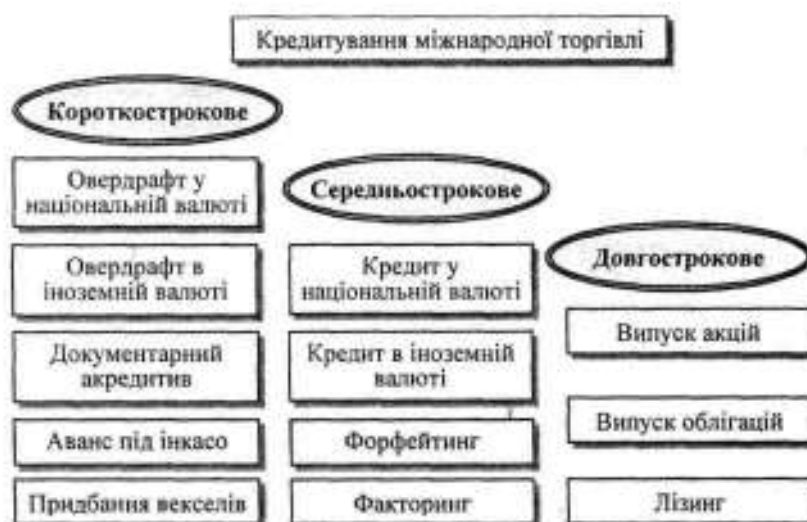 Кредитування міжнародної торгівлі
Короткострокове
Овердрафт у
національній валюті
Овердрафт в
іноземній валюті
Документарний
акредитив
Аванс під інкасо
Придбання векселів
Середньострокове
Кредит у
національній валюті
Кредит в іноземній
валюті
Форфейтинг
Факторинг
Довгострокове
Випуск акцій
Випуск облігацій
Лізинг